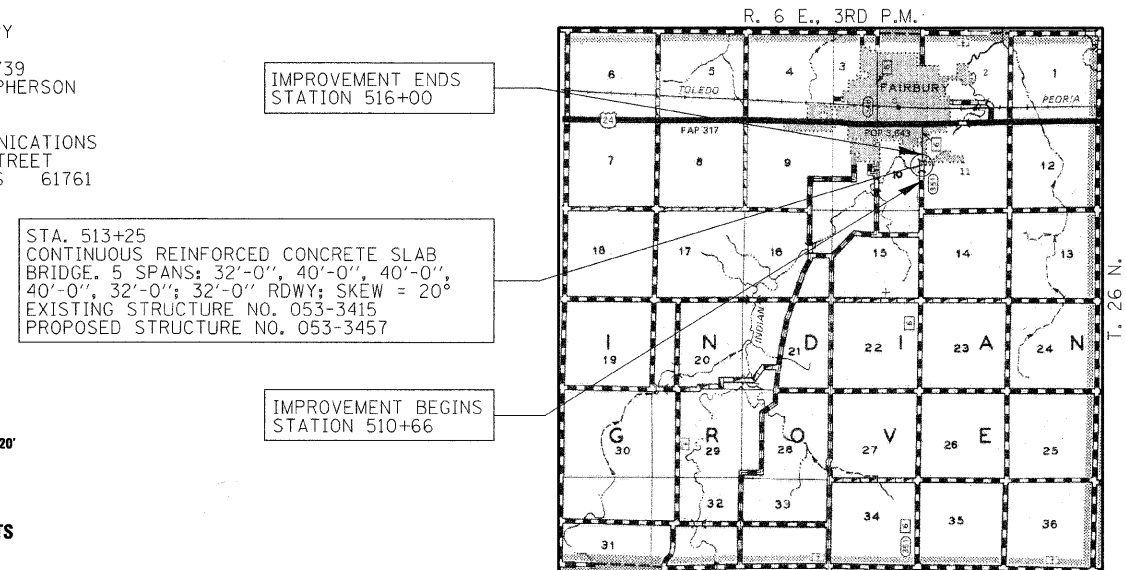 R. 6 E., 3RD P.M.
Y
739
PHERSON
NICATIONS
TREET
S 61761
IMPROVEMENT ENDS
STATION 516+00
STA. 513+25
CONTINUOUS REINFORCED CONCRETE SLAB
BRIDGE. 5 SPANS: 32'-0", 40'-0", 40'-0",
40'-0", 32'-0"; 32'-0" RDWY; SKEW = 20°
EXISTING STRUCTURE NO. 053-3415
PROPOSED STRUCTURE NO. 053-3457
IMPROVEMENT BEGINS
STATION 510+66
20'
TS
6 5 4 3 2 1
TOLEDO FAIRBURY PEORIA
24 FAP 317 POP 3,643
7 8 9 10 11 12
18 17 16 15 14 13
INDIAN
I N D I A N
19 20 21 22 23 24
G R O V E
30 29 28 27 26 25
32 33 34 35 36
31
T. 26 N.